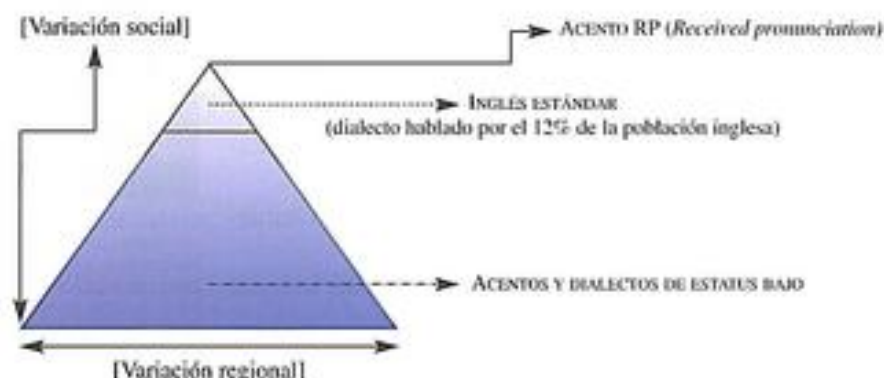 [Variación social]
ACENTO RP (Received pronunciation)
INGLÉS ESTÁNDAR
(dialecto hablado por el 12% de la población inglesa)
ACENTOS Y DIALECTOS DE ESTATUS BAJO
[Variación regional]